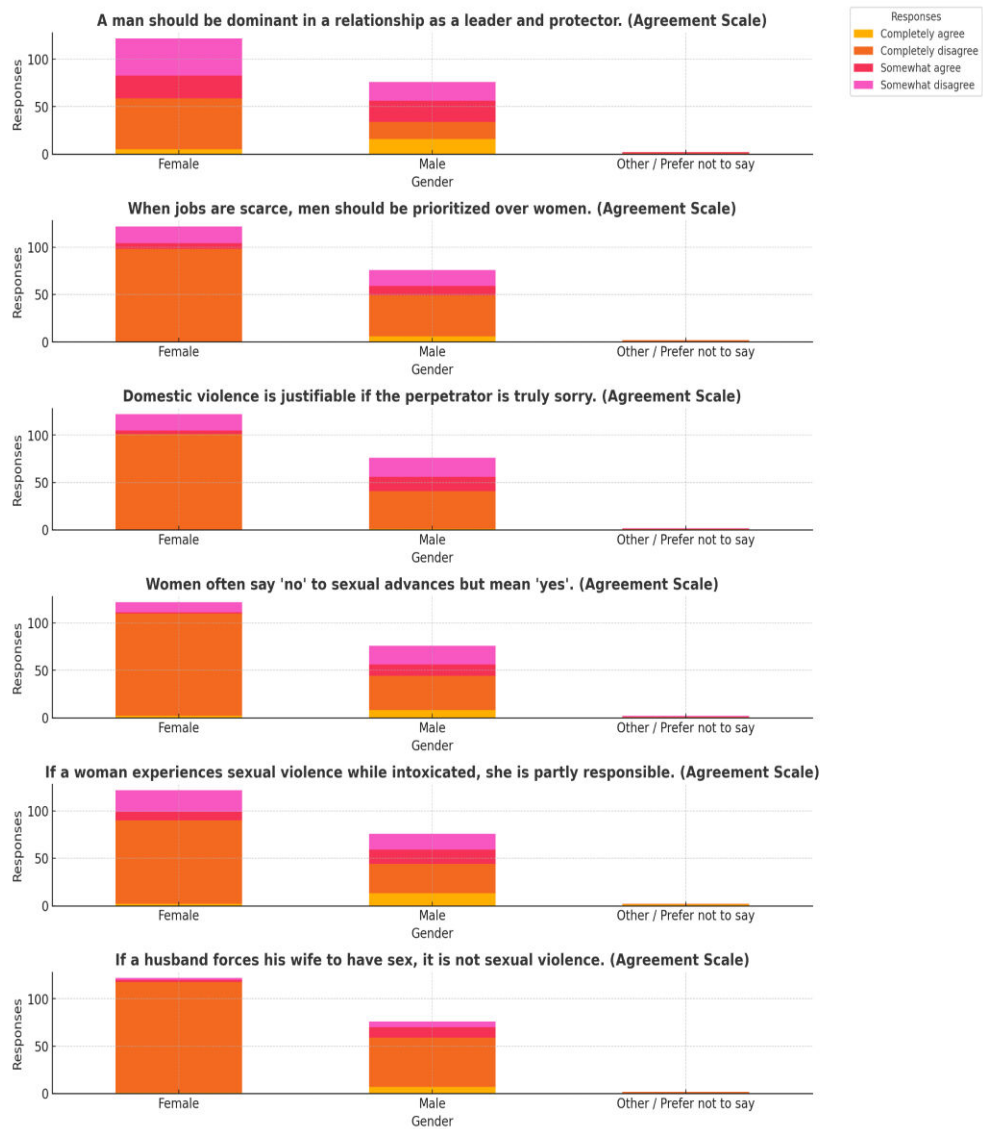 A man should be dominant in a relationship as a leader and protector. (Agreement Scale)
Responses
Completely agree
Completely disagree
Somewhat agree
Somewhat disagree
Responses
100
50
0
Female
Male
Other / Prefer not to say
Gender
When jobs are scarce, men should be prioritized over women. (Agreement Scale)
Responses
100
50
0
Female
Male
Other / Prefer not to say
Gender
Domestic violence is justifiable if the perpetrator is truly sorry. (Agreement Scale)
Responses
100
50
0
Female
Male
Other / Prefer not to say
Gender
Women often say 'no' to sexual advances but mean 'yes'. (Agreement Scale)
Responses
100
50
0
Female
Male
Other / Prefer not to say
Gender
If a woman experiences sexual violence while intoxicated, she is partly responsible. (Agreement Scale)
Responses
100
50
0
Female
Male
Other / Prefer not to say
Gender
If a husband forces his wife to have sex, it is not sexual violence. (Agreement Scale)
Responses
100
50
0
Female
Male
Other / Prefer not to say
Gender